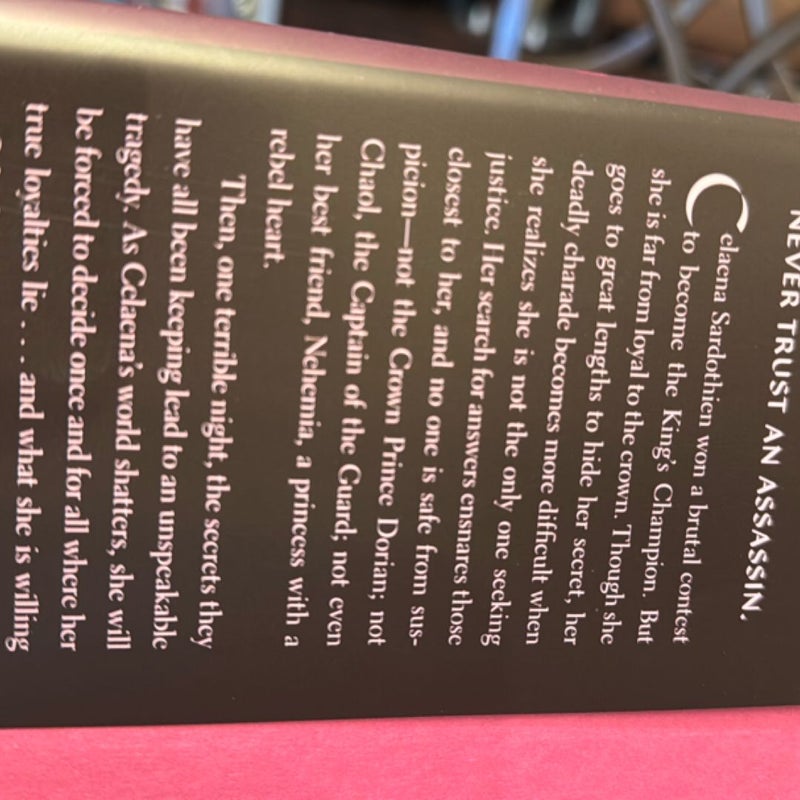 NEVER TRUST AN ASSASSIN.
Celaena Sardothien won a brutal contest
to become the King's Champion. But
she is far from loyal to the crown. Though she
goes to great lengths to hide her secret, her
deadly charade becomes more difficult when
she realizes she is not the only one seeking
justice. Her search for answers ensnares those
closest to her, and no one is safe from sus-
picion—not the Crown Prince Dorian; not
Chaol, the Captain of the Guard; not even
her best friend, Nehemia, a princess with a
rebel heart.
Then, one terrible night, the secrets they
have all been keeping lead to an unspeakable
tragedy. As Celaena's world shatters, she will
be forced to decide once and for all where her
true loyalties lie . . . and what she is willing